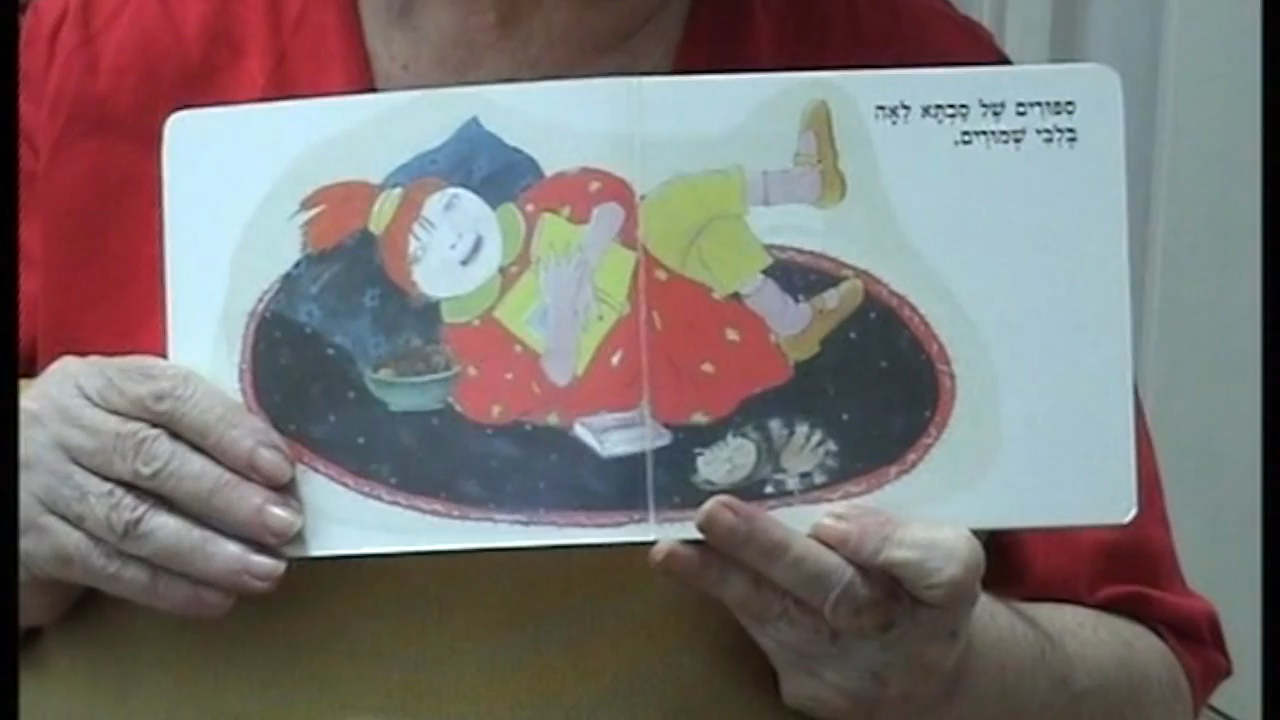 סִפּוּרִים שֶׁל סָבְתָא לֵאָה
בְּלִבִּי שְׁמוּרִים.